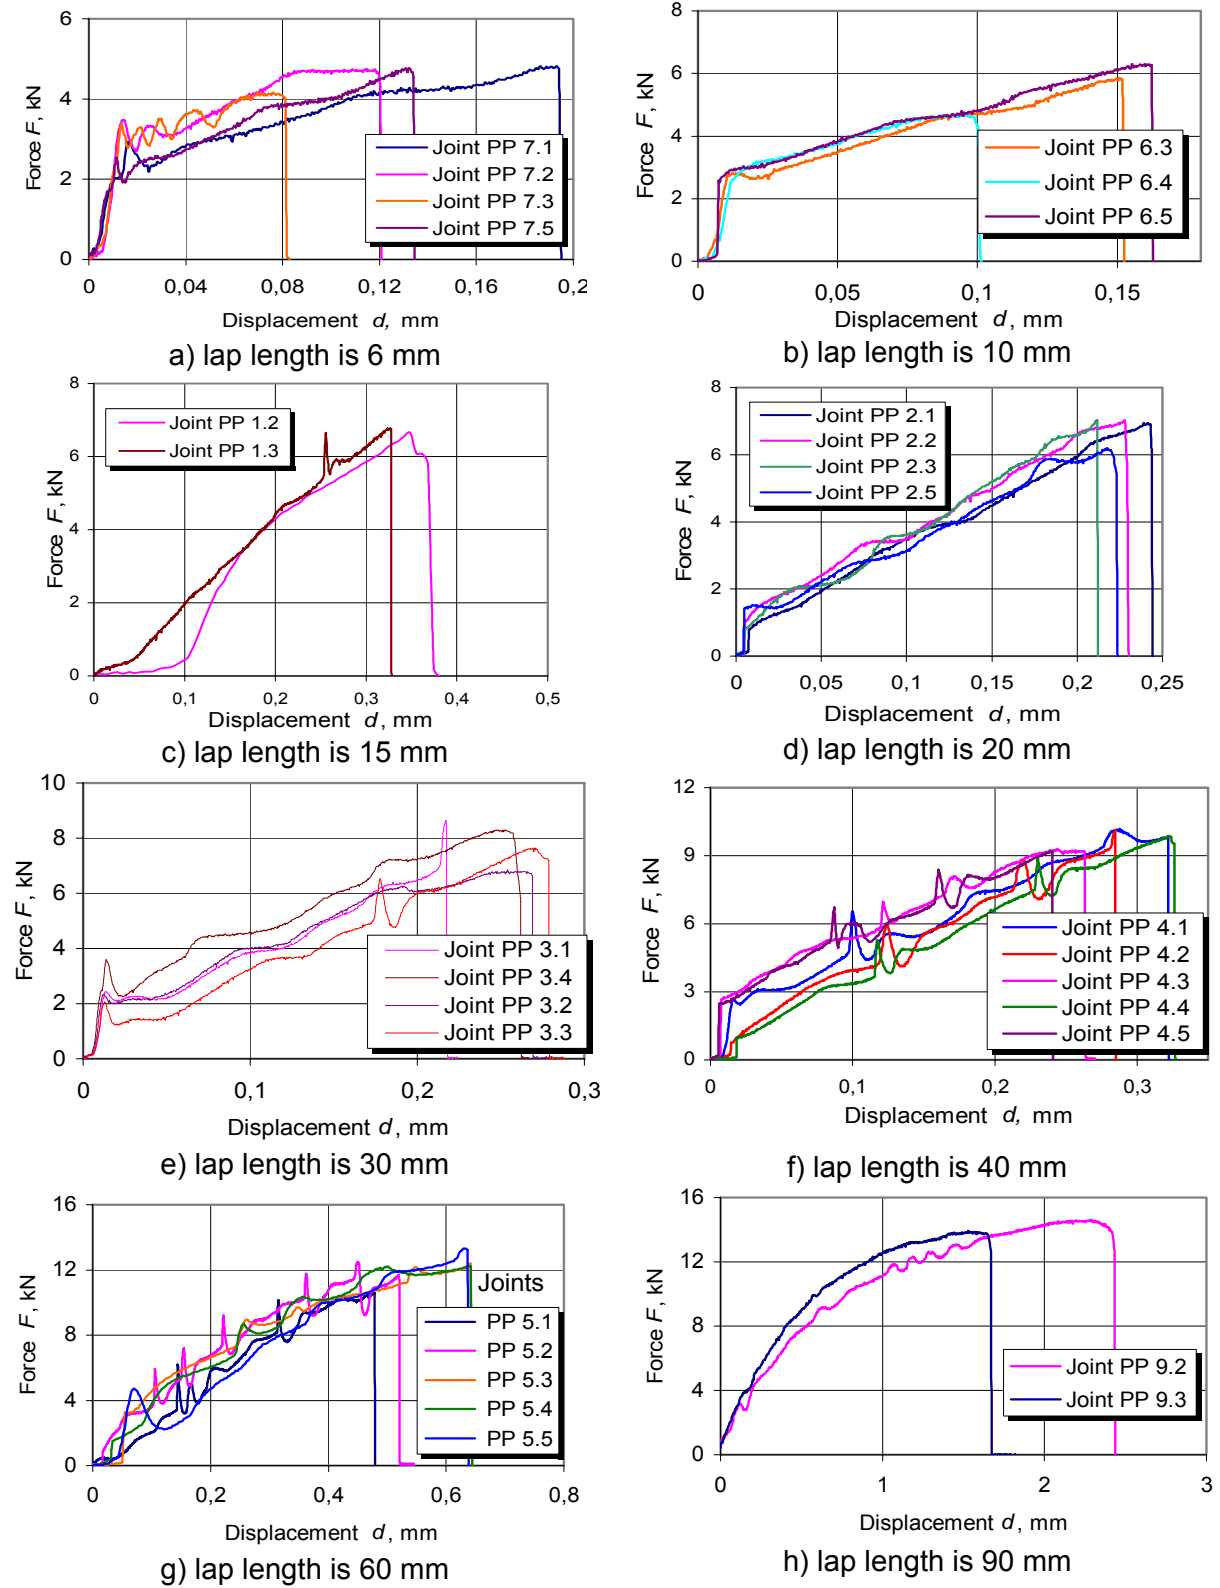 6
4
2
0
Force F, kN
Joint PP 7.1
Joint PP 7.2
Joint PP 7.3
Joint PP 7.5
0 0,04 0,08 0,12 0,16 0,2
Displacement d, mm
a) lap length is 6 mm
8
6
4
2
0
Force F, kN
Joint PP 6.3
Joint PP 6.4
Joint PP 6.5
0 0,05 0,1 0,15
Displacement d, mm
b) lap length is 10 mm
8
6
4
2
0
Force F, kN
Joint PP 1.2
Joint PP 1.3
0 0,1 0,2 0,3 0,4 0,5
Displacement d, mm
c) lap length is 15 mm
8
6
4
2
0
Force F, kN
Joint PP 2.1
Joint PP 2.2
Joint PP 2.3
Joint PP 2.5
0 0,05 0,1 0,15 0,2 0,25
Displacement d, mm
d) lap length is 20 mm
10
8
6
4
2
0
Force F, kN
Joint PP 3.1
Joint PP 3.4
Joint PP 3.2
Joint PP 3.3
0 0,1 0,2 0,3
Displacement d, mm
e) lap length is 30 mm
12
9
6
3
0
Force F, kN
Joint PP 4.1
Joint PP 4.2
Joint PP 4.3
Joint PP 4.4
Joint PP 4.5
0 0,1 0,2 0,3
Displacement d, mm
f) lap length is 40 mm
16
12
8
4
0
Force F, kN
Joints
PP 5.1
PP 5.2
PP 5.3
PP 5.4
PP 5.5
0 0,2 0,4 0,6 0,8
Displacement d, mm
g) lap length is 60 mm
16
12
8
4
0
Force F, kN
Joint PP 9.2
Joint PP 9.3
0 1 2 3
Displacement d, mm
h) lap length is 90 mm